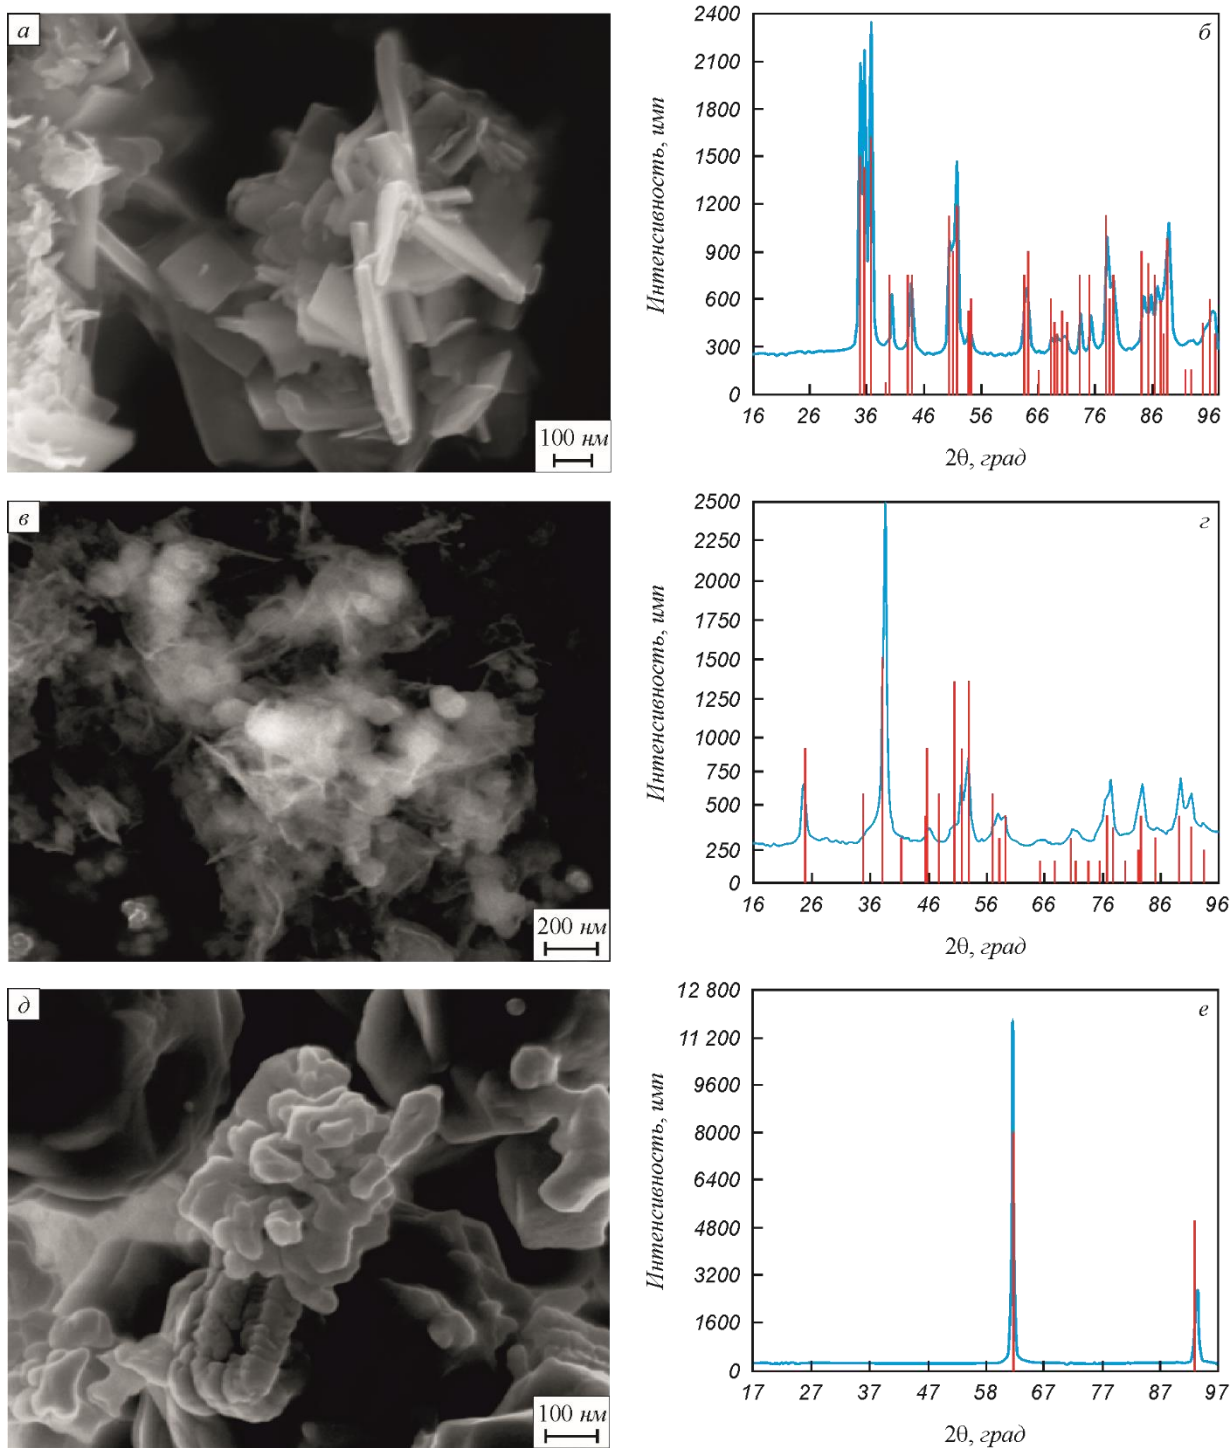 а
100 нм
б
Интенсивность, имп
2400
2100
1800
1500
1200
900
600
300
0
16 26 36 46 56 66 76 86 96
2θ, град
в
200 нм
г
Интенсивность, имп
2500
2250
2000
1750
1500
1250
1000
750
500
250
0
16 26 36 46 56 66 76 86 96
2θ, град
д
100 нм
е
Интенсивность, имп
12 800
11 200
9600
8000
6400
4800
3200
1600
0
17 27 37 47 58 67 77 87 97
2θ, град